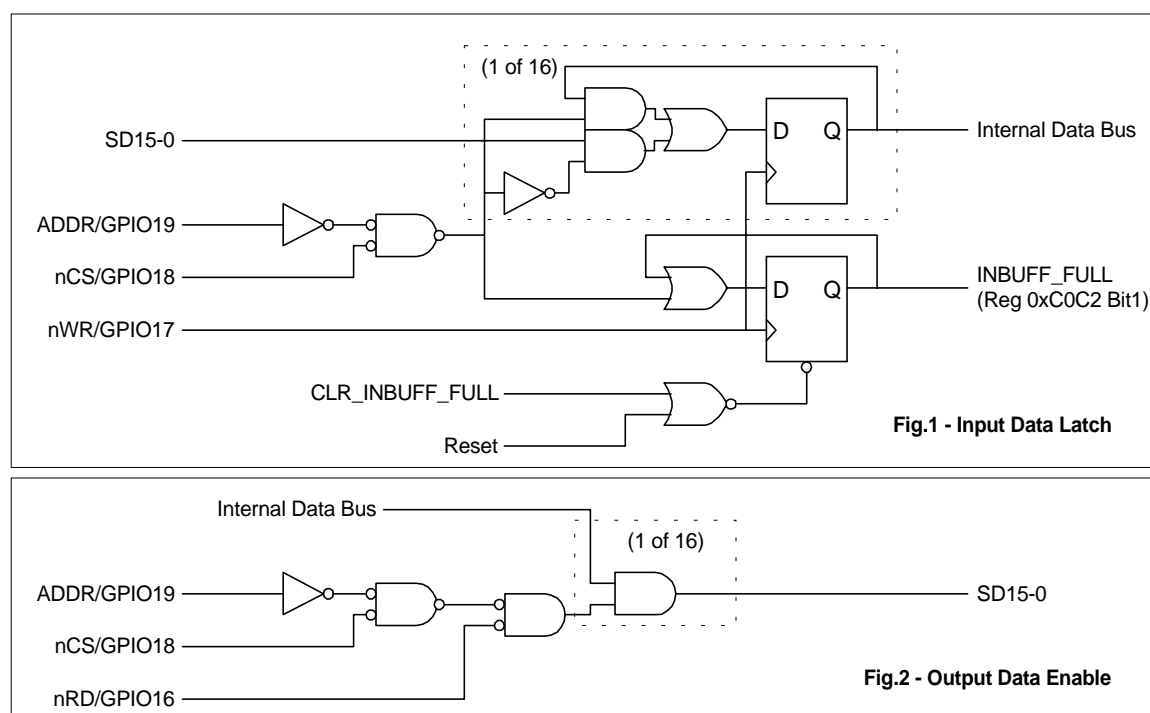 (1 of 16)
SD15-0
D Q
Internal Data Bus
ADDR/GPIO19
nCS/GPIO18
INBUFF_FULL
D Q
(Reg 0xC0C2 Bit1)
nWR/GPIO17
CLR_INBUFF_FULL
Fig.1 - Input Data Latch
Reset
Internal Data Bus
(1 of 16)
ADDR/GPIO19
SD15-0
nCS/GPIO18
Fig.2 - Output Data Enable
nRD/GPIO16